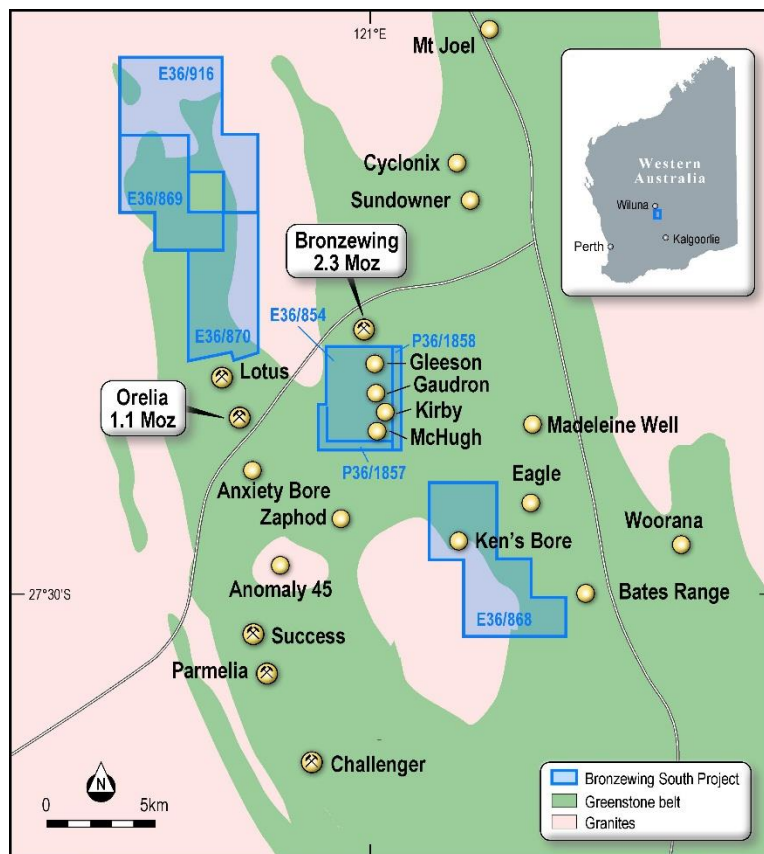 121°E
Mt Joel
E36/916
Cyclonix
Sundowner
E36/869
Bronzewing
2.3 Moz
E36/854
P36/1858
E36/870
Gleeson
Lotus
Gaudron
Orelia
1.1 Moz
Kirby
McHugh
Madeleine Well
P36/1857
Anxiety Bore
Eagle
Zaphod
Woorana
Ken's Bore
Anomaly 45
27°30'S
Bates Range
E36/868
Success
Parmelia
Challenger
Western
Australia
Wiluna
Kalgoorlie
Perth
N
0
5km
Bronzewing South Project
Greenstone belt
Granites